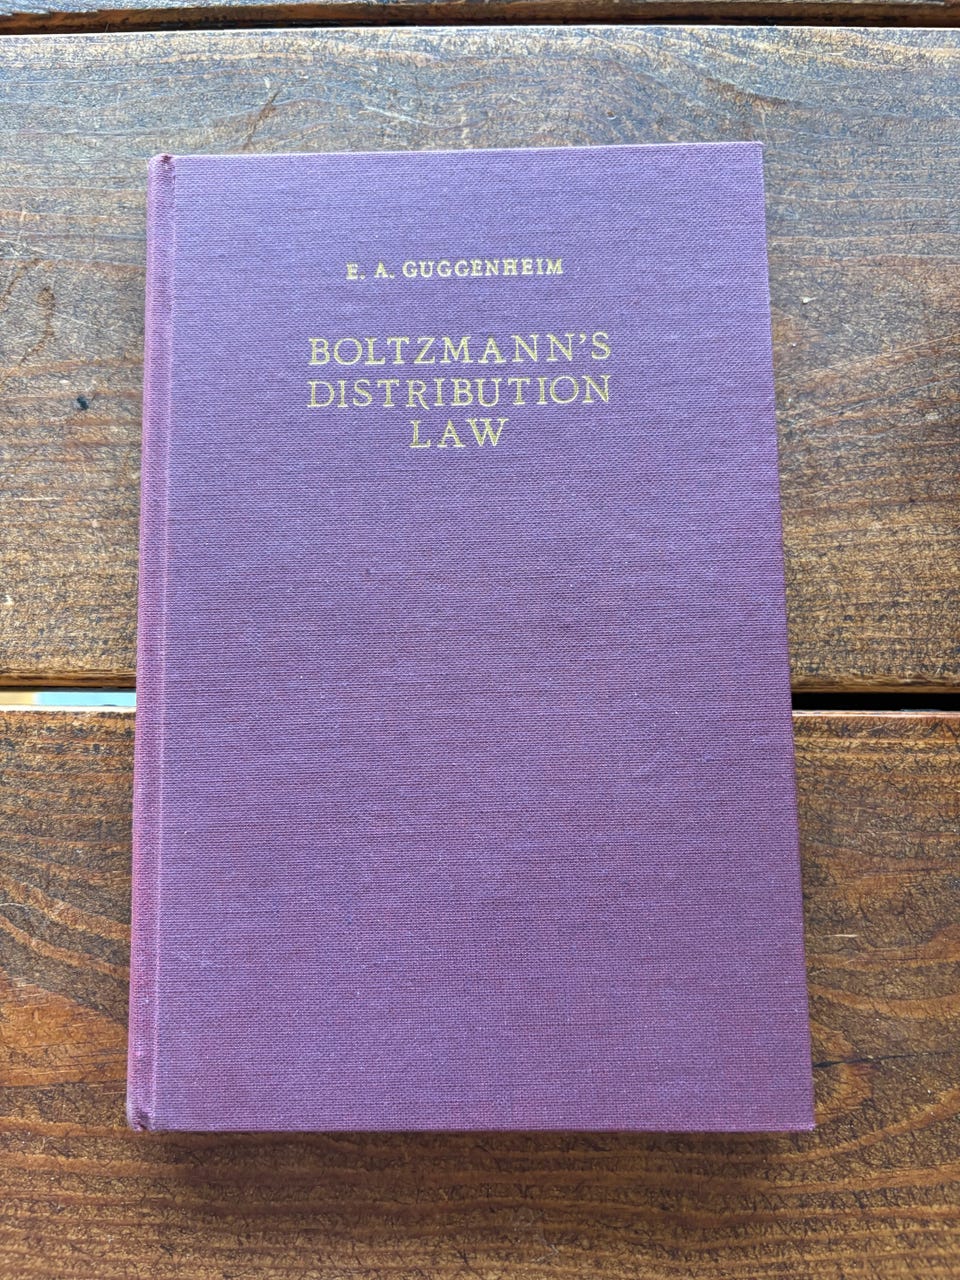 E. A. GUGGENHEIM
BOLTZMANN'S
DISTRIBUTION
LAW